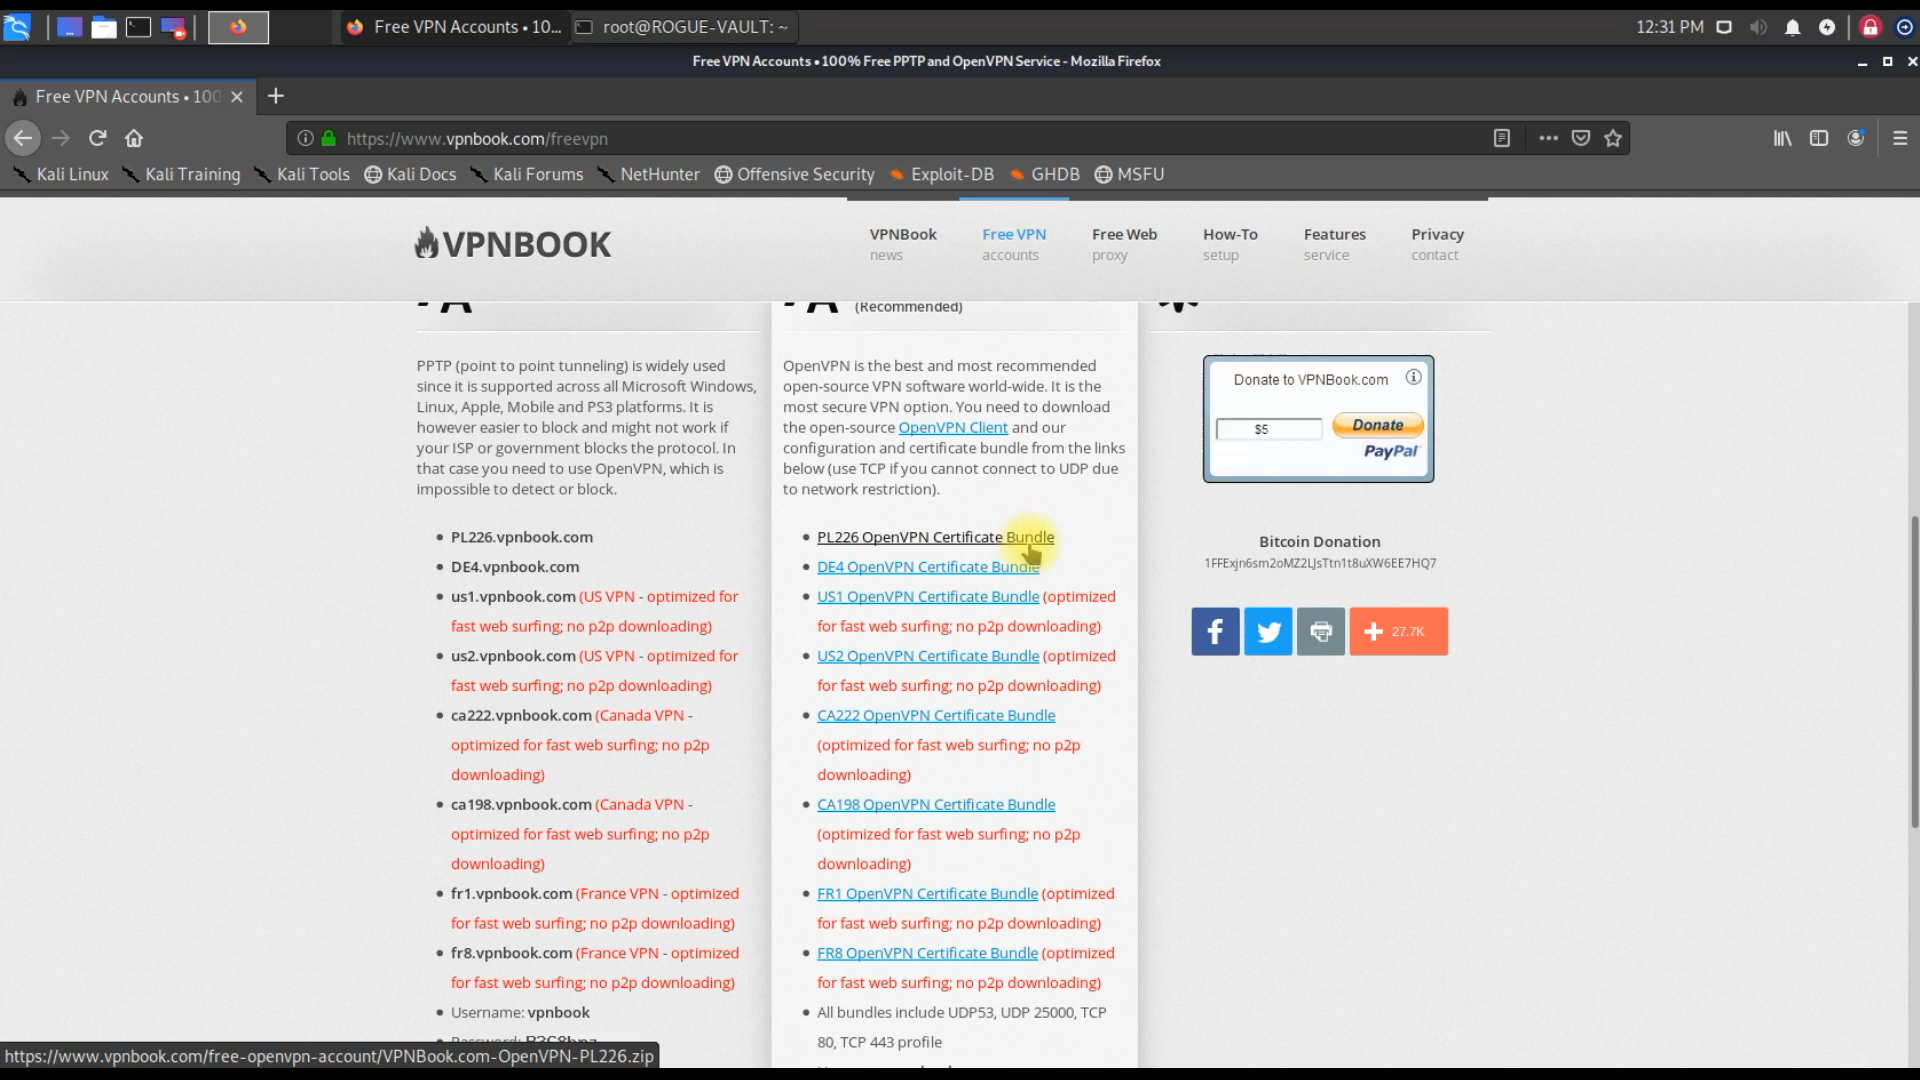 Free VPN Accounts • 10...
root@ROGUE-VAULT: ~
12:31 PM
Free VPN Accounts • 100% Free PPTP and OpenVPN Service - Mozilla Firefox
Free VPN Accounts • 100
https://www.vpnbook.com/freevpn
Kali Linux
Kali Training
Kali Tools
Kali Docs
Kali Forums
NetHunter
Offensive Security
Exploit-DB
GHDB
MSFU
VPNBOOK
VPNBook
news
Free VPN
accounts
Free Web
proxy
How-To
setup
Features
service
Privacy
contact
PPTP (point to point tunneling) is widely used
since it is supported across all Microsoft Windows,
Linux, Apple, Mobile and PS3 platforms. It is
however easier to block and might not work if
your ISP or government blocks the protocol. In
that case you need to use OpenVPN, which is
impossible to detect or block.
• PL226.vpnbook.com
• DE4.vpnbook.com
• us1.vpnbook.com (US VPN - optimized for
fast web surfing; no p2p downloading)
• us2.vpnbook.com (US VPN - optimized for
fast web surfing; no p2p downloading)
• ca222.vpnbook.com (Canada VPN -
optimized for fast web surfing; no p2p
downloading)
• ca198.vpnbook.com (Canada VPN -
optimized for fast web surfing; no p2p
downloading)
• fr1.vpnbook.com (France VPN - optimized
for fast web surfing; no p2p downloading)
• fr8.vpnbook.com (France VPN - optimized
for fast web surfing; no p2p downloading)
• Username: vpnbook
(Recommended)
OpenVPN is the best and most recommended
open-source VPN software world-wide. It is the
most secure VPN option. You need to download
the open-source OpenVPN Client and our
configuration and certificate bundle from the links
below (use TCP if you cannot connect to UDP due
to network restriction).
• PL226 OpenVPN Certificate Bundle
• DE4 OpenVPN Certificate Bundle
• US1 OpenVPN Certificate Bundle (optimized
for fast web surfing; no p2p downloading)
• US2 OpenVPN Certificate Bundle (optimized
for fast web surfing; no p2p downloading)
• CA222 OpenVPN Certificate Bundle
(optimized for fast web surfing; no p2p
downloading)
• CA198 OpenVPN Certificate Bundle
(optimized for fast web surfing; no p2p
downloading)
• FR1 OpenVPN Certificate Bundle (optimized
for fast web surfing; no p2p downloading)
• FR8 OpenVPN Certificate Bundle (optimized
for fast web surfing; no p2p downloading)
• All bundles include UDP53, UDP 25000, TCP
80, TCP 443 profile
Donate to VPNBook.com
$5
Donate
PayPal
Bitcoin Donation
1FFExjn6sm2oMZ2LJsTtn1t8uXW6EE7HQ7
27.7K
https://www.vpnbook.com/free-openvpn-account/VPNBook.com-OpenVPN-PL226.zip